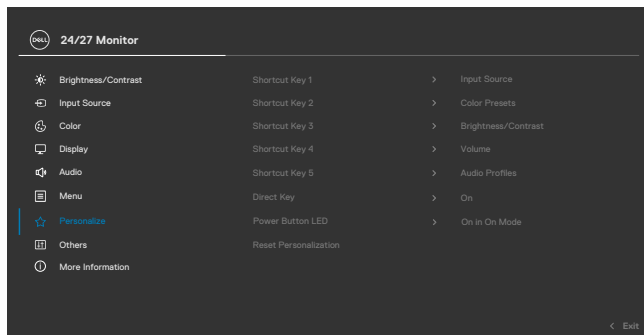 DELL 24/27 Monitor
Brightness/Contrast Shortcut Key 1 > Input Source
Input Source Shortcut Key 2 > Color Presets
Color Shortcut Key 3 > Brightness/Contrast
Display Shortcut Key 4 > Volume
Audio Shortcut Key 5 > Audio Profiles
Menu Direct Key > On
Personalize Power Button LED > On in On Mode
Others Reset Personalization
More Information
< Exit